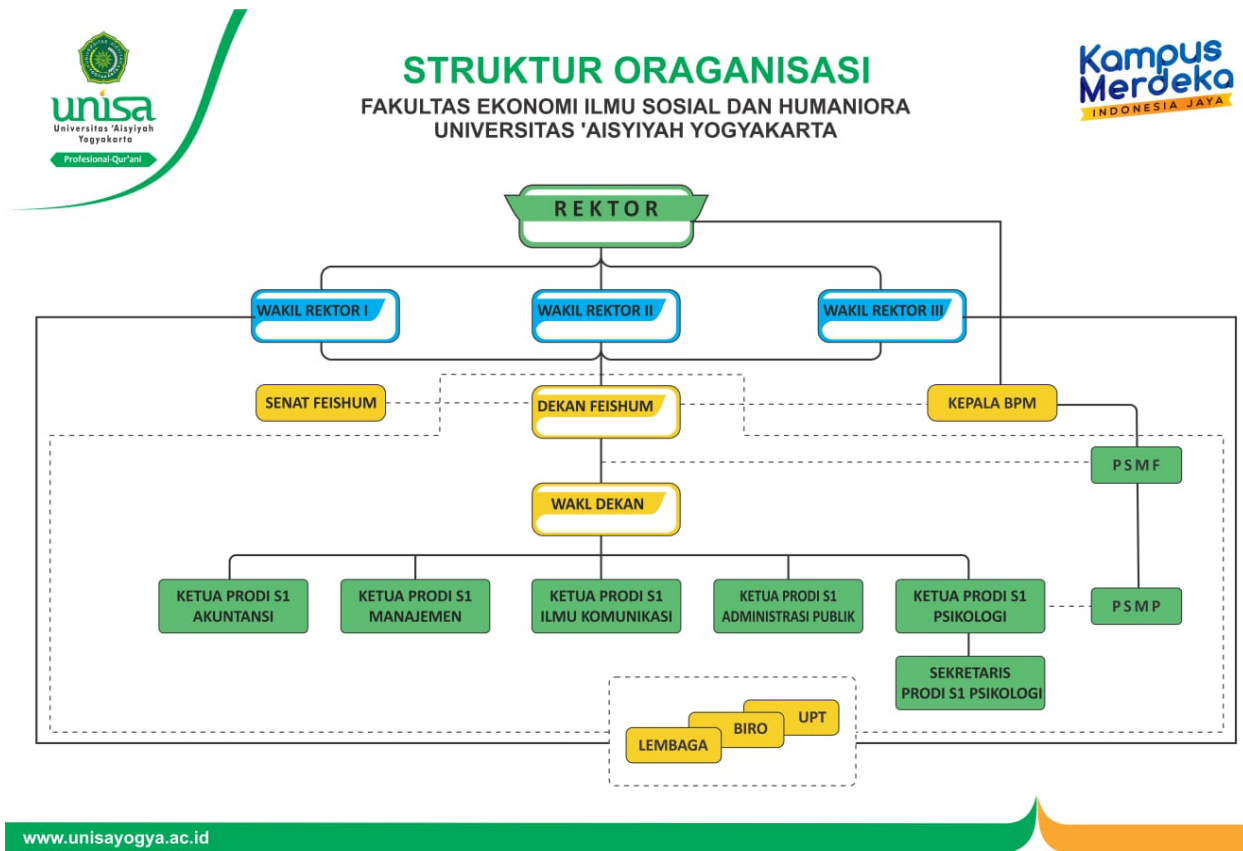 unisa
Universitas 'Aisyiyah
Yogyakarta
Profesional-Qur'ani
STRUKTUR ORAGANISASI
FAKULTAS EKONOMI ILMU SOSIAL DAN HUMANIORA
UNIVERSITAS 'AISYIYAH YOGYAKARTA
Kampus
Merdeka
INDONESIA JAYA
REKTOR
WAKIL REKTOR I
WAKIL REKTOR II
WAKIL REKTOR III
SENAT FEISHUM
DEKAN FEISHUM
KEPALA BPM
PSMF
WAKL DEKAN
KETUA PRODI S1
AKUNTANSI
KETUA PRODI S1
MANAJEMEN
KETUA PRODI S1
ILMU KOMUNIKASI
KETUA PRODI S1
ADMINISTRASI PUBLIK
KETUA PRODI S1
PSIKOLOGI
PSMP
SEKRETARIS
PRODI S1 PSIKOLOGI
UPT
BIRO
LEMBAGA
www.unisayogya.ac.id